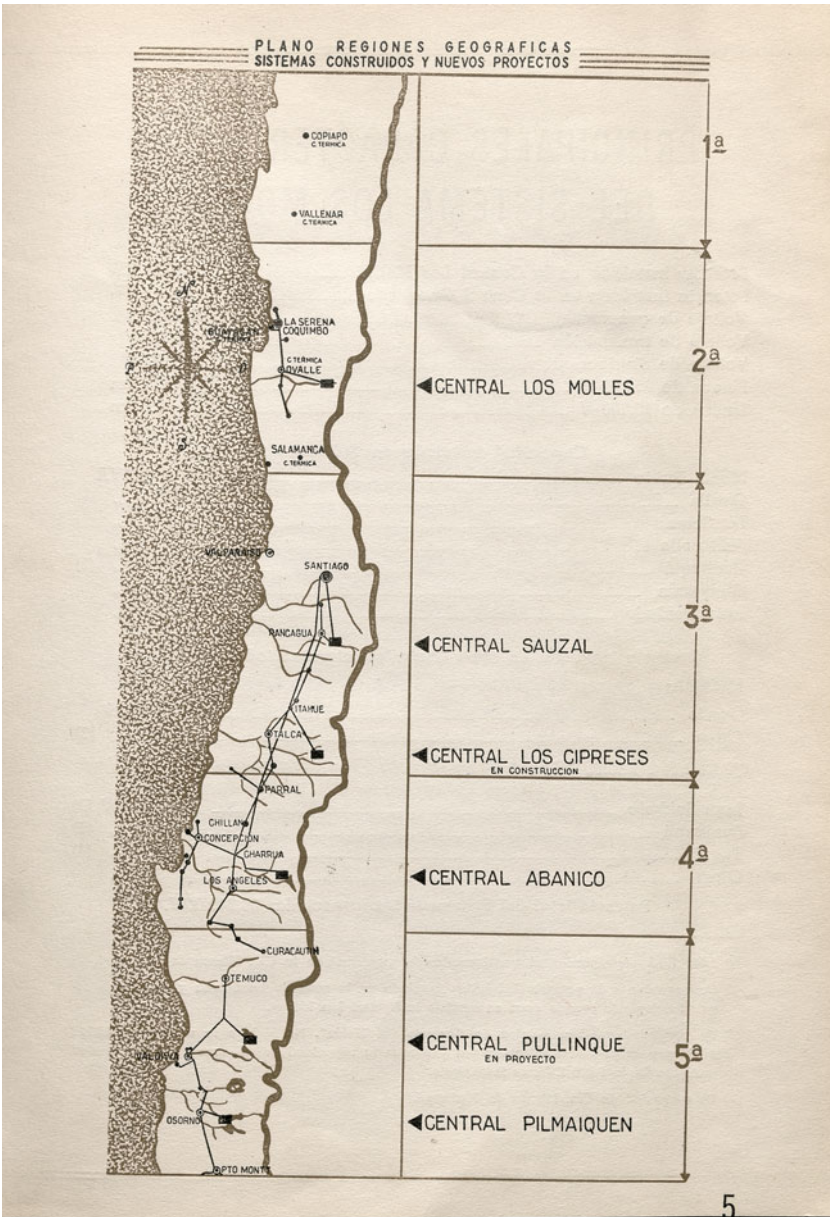 PLANO REGIONES GEOGRAFICAS
SISTEMAS CONSTRUIDOS Y NUEVOS PROYECTOS
COPIAPO
C. TERMICA
1ª
VALLENAR
C. TERMICA
N
LA SERENA
COQUIMBO
C. TERMICA
OVALLE
2ª
CENTRAL LOS MOLLES
S
SALAMANCA
C. TERMICA
VALPARAISO
SANTIAGO
3ª
RANCAGUA
CENTRAL SAUZAL
ITAHUE
TALCA
CENTRAL LOS CIPRESES
EN CONSTRUCCION
PARRAL
CHILLAN
CONCEPCION
CHARRUA
4ª
LOS ANGELES
CENTRAL ABANICO
CURACAUTIN
TEMUCO
CENTRAL PULLINQUE
EN PROYECTO
5ª
VALDIVIA
OSORNO
CENTRAL PILMAIQUEN
PTO MONTT
5